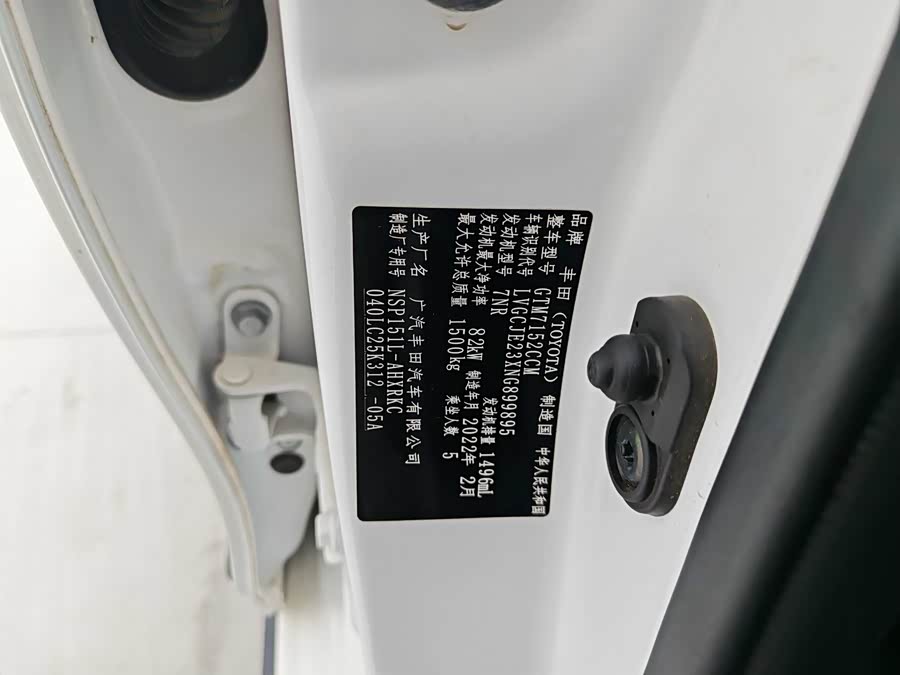 品牌 丰田（TOYOTA） 制造国 中华人民共和国
整车型号 GTM7152CCM
车辆识别代号 LVGCJE23XNG899895
发动机型号 7NR 发动机排量 1496mL
发动机最大净功率 82kW 制造年月 2022年 2月
最大允许总质量 1500kg 乘坐人数 5
生产厂名 广汽丰田汽车有限公司
制造厂专用号 NSP151L-AHXRKC
040LC25K312 -05A